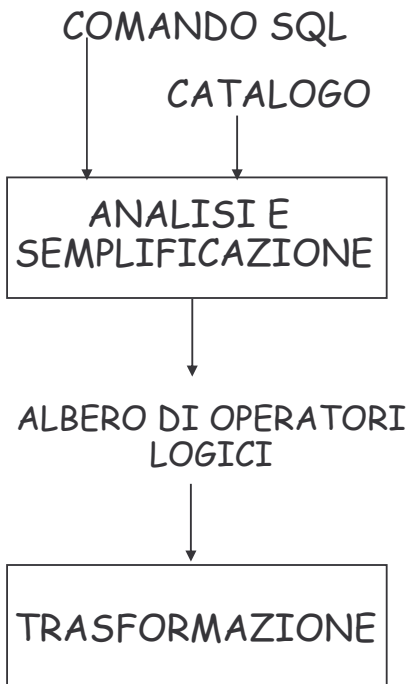 COMANDO SQL
CATALOGO
ANALISI E
SEMPLIFICAZIONE
ALBERO DI OPERATORI
LOGICI
TRASFORMAZIONE